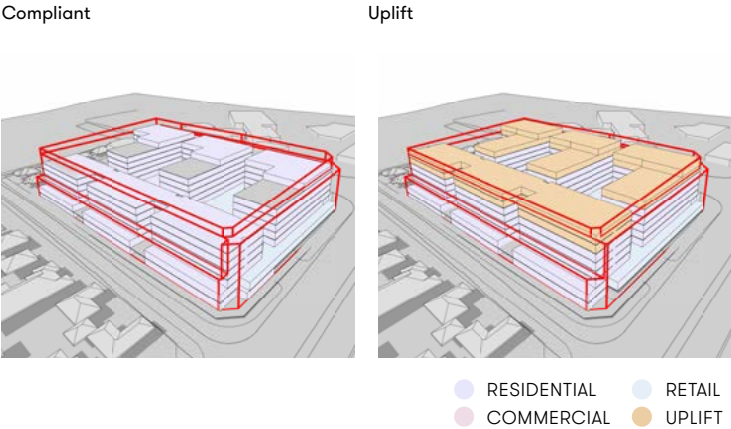 Compliant
Uplift
RESIDENTIAL
RETAIL
COMMERCIAL
UPLIFT